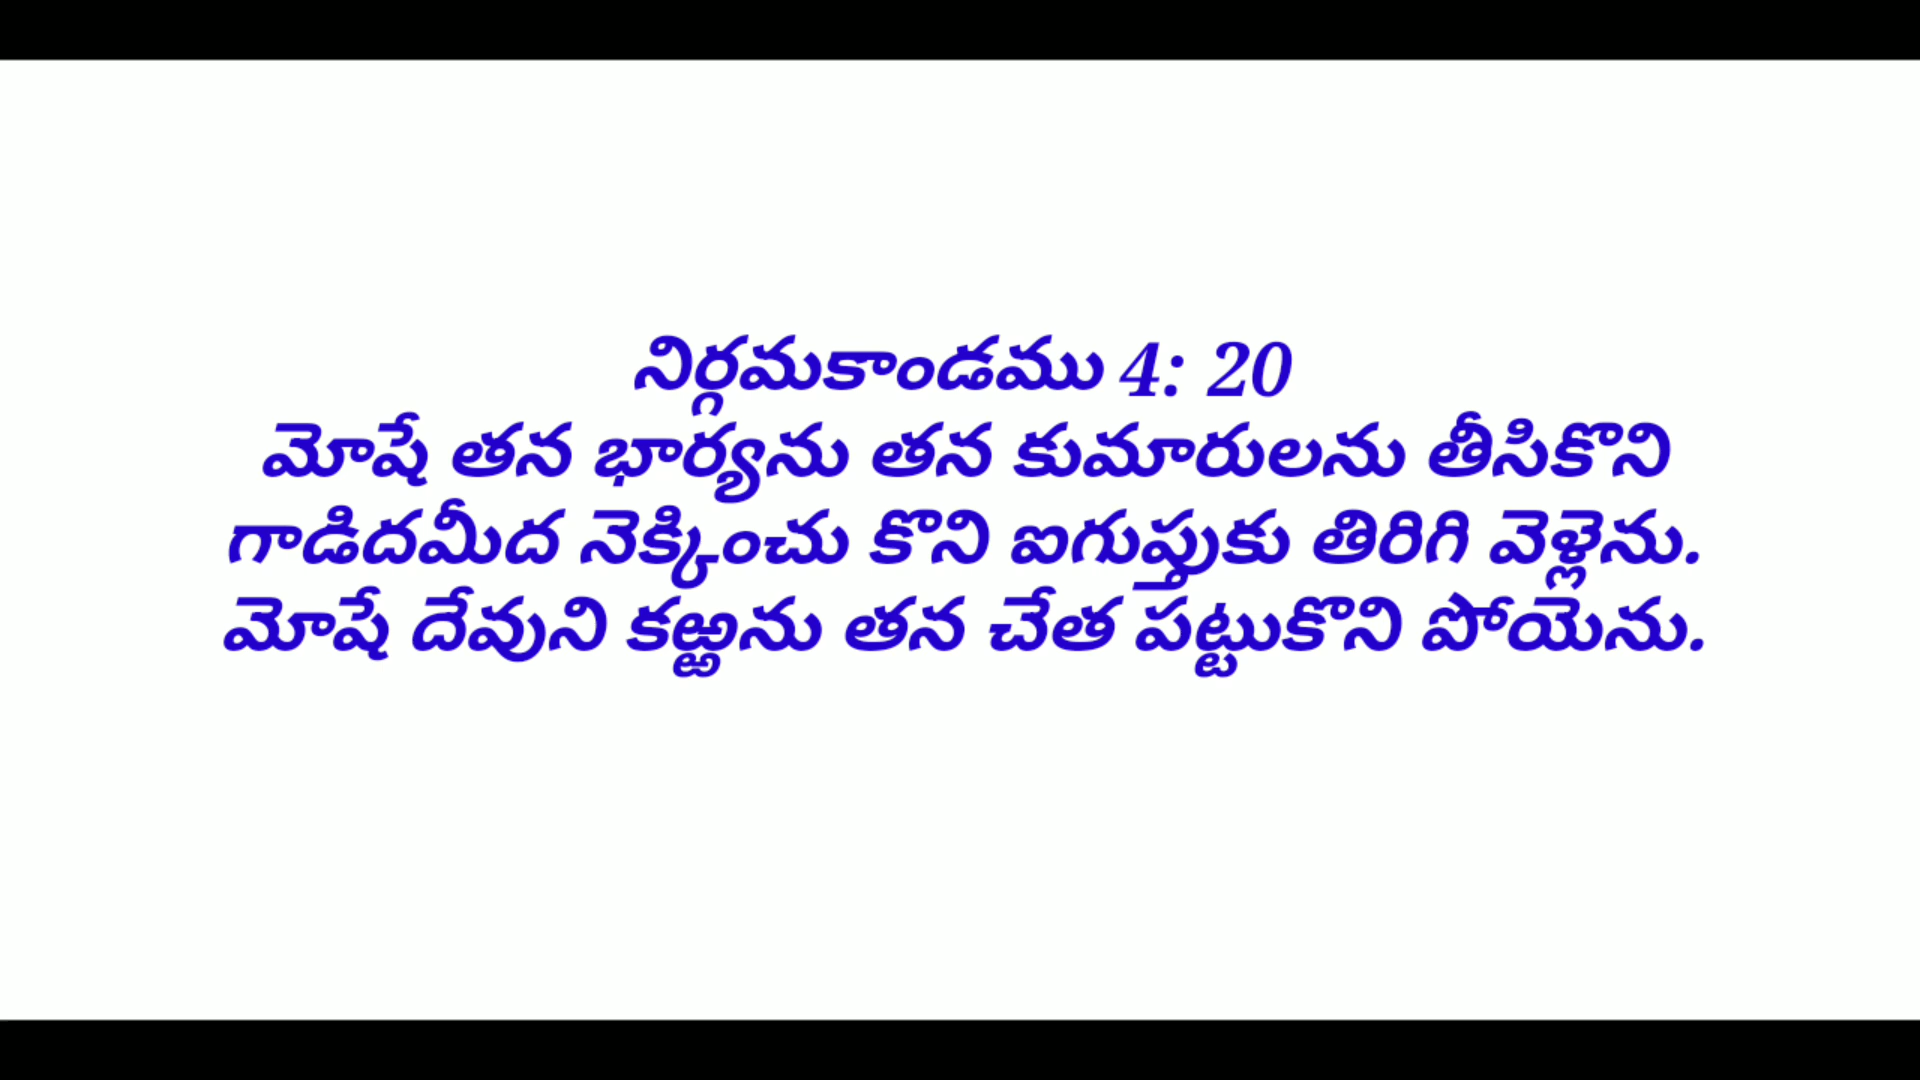 నిర్గమకాండము 4: 20
మోషే తన భార్యను తన కుమారులను తీసికొని
గాడిదమీద నెక్కించు కొని ఐగుప్తుకు తిరిగి వెళ్లెను.
మోషే దేవుని కఱ్ఱను తన చేత పట్టుకొని పోయెను.